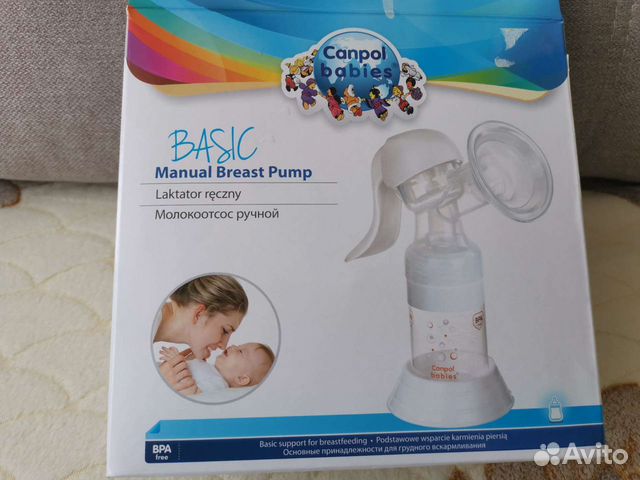 Canpol
babies
BASIC
Manual Breast Pump
Laktator ręczny
Молокоотсос ручной
BPA
Canpol
babies
BPA
free
Basic support for breastfeeding • Podstawowe wsparcie karmienia piersią
Основные принадлежности для грудного вскармливания
Avito